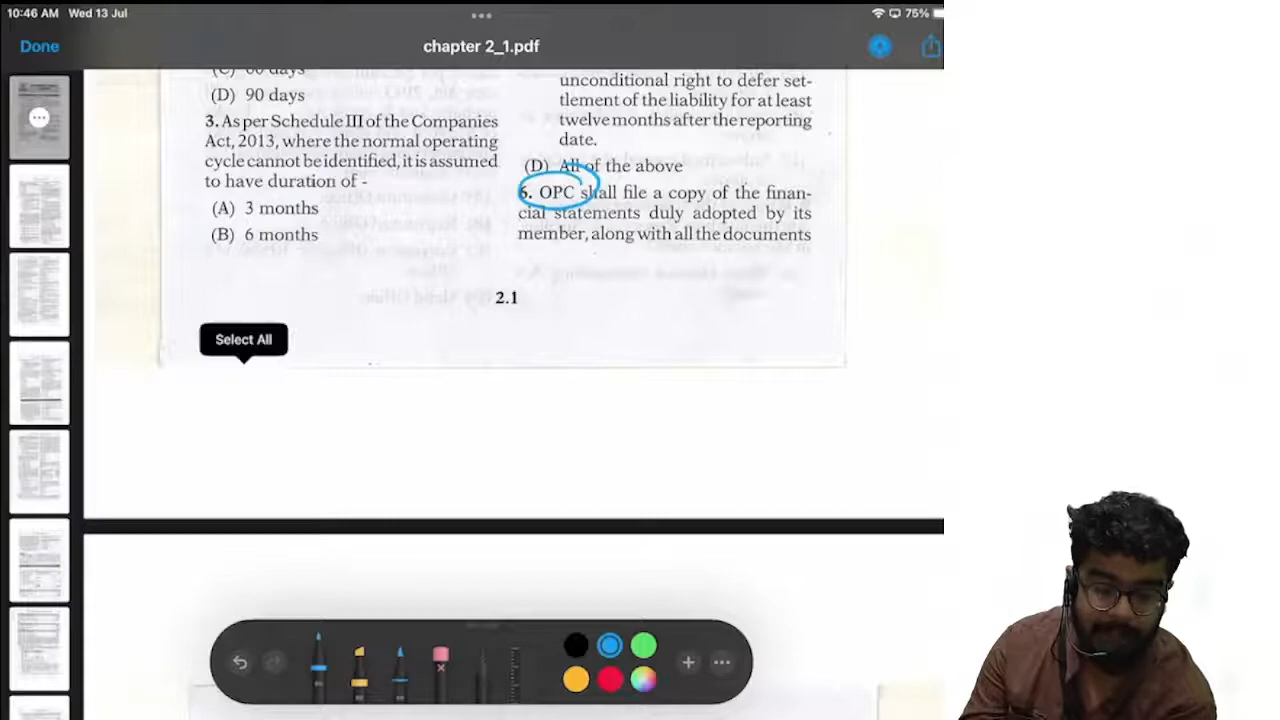 10:46 AM Wed 13 Jul
75%
Done
chapter 2_1.pdf
(C) 60 days
(D) 90 days
3. As per Schedule III of the Companies
Act, 2013, where the normal operating
cycle cannot be identified, it is assumed
to have duration of -
(A) 3 months
(B) 6 months
unconditional right to defer set-
tlement of the liability for at least
twelve months after the reporting
date.
(D) All of the above
6. OPC shall file a copy of the finan-
cial statements duly adopted by its
member, along with all the documents
2.1
Select All